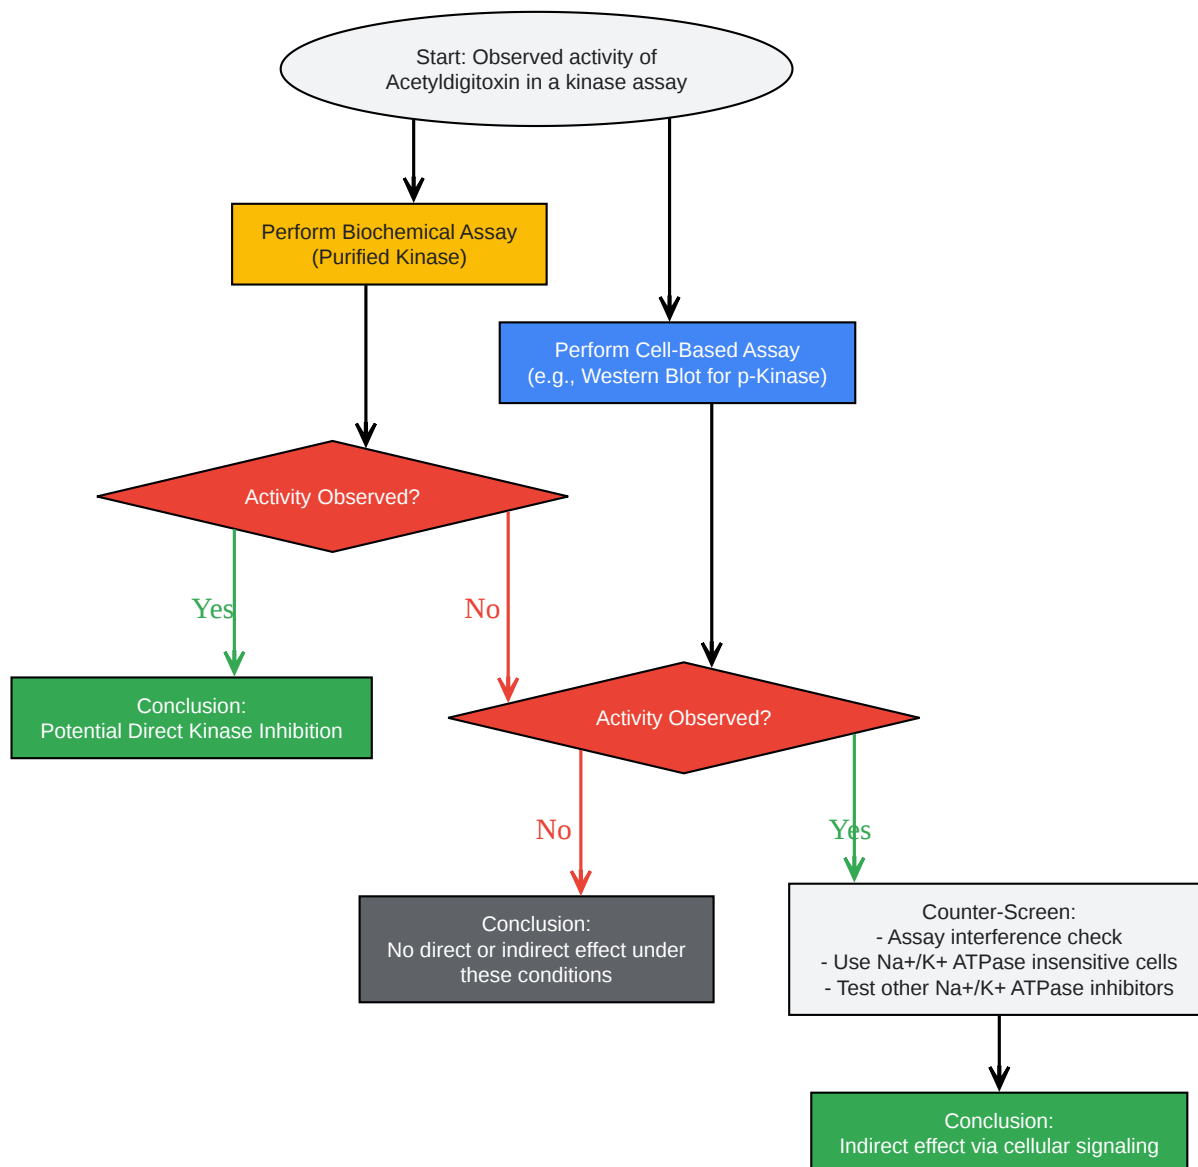 Start: Observed activity of
Acetyldigitoxin in a kinase assay
Perform Biochemical Assay
(Purified Kinase)
Perform Cell-Based Assay
(e.g., Western Blot for p-Kinase)
Activity Observed?
Yes
No
Conclusion:
Potential Direct Kinase Inhibition
Activity Observed?
No
Yes
Conclusion:
No direct or indirect effect under
these conditions
Counter-Screen:
- Assay interference check
- Use Na+/K+ ATPase insensitive cells
- Test other Na+/K+ ATPase inhibitors
Conclusion:
Indirect effect via cellular signaling